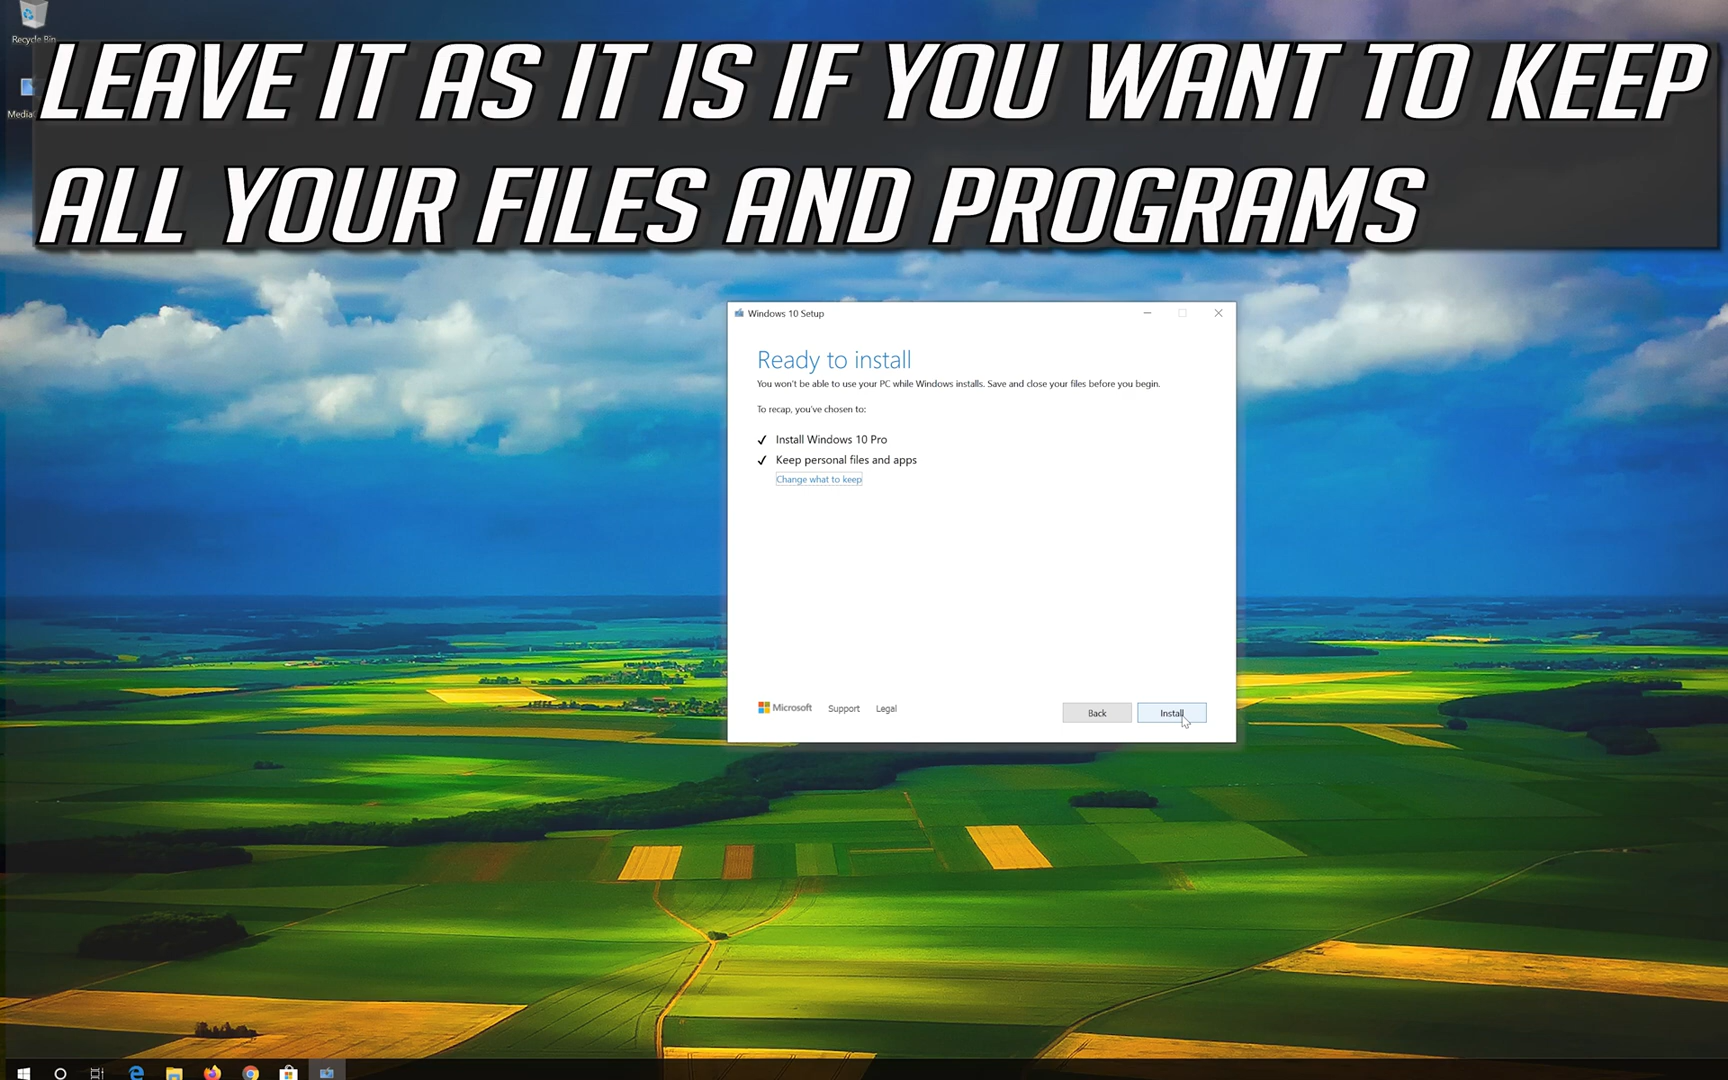 Recycle Bin
LEAVE IT AS IT IS IF YOU WANT TO KEEP
ALL YOUR FILES AND PROGRAMS
Media
Windows 10 Setup
Ready to install
You won't be able to use your PC while Windows installs. Save and close your files before you begin.
To recap, you've chosen to:
Install Windows 10 Pro
Keep personal files and apps
Change what to keep
Microsoft Support Legal
Back Install